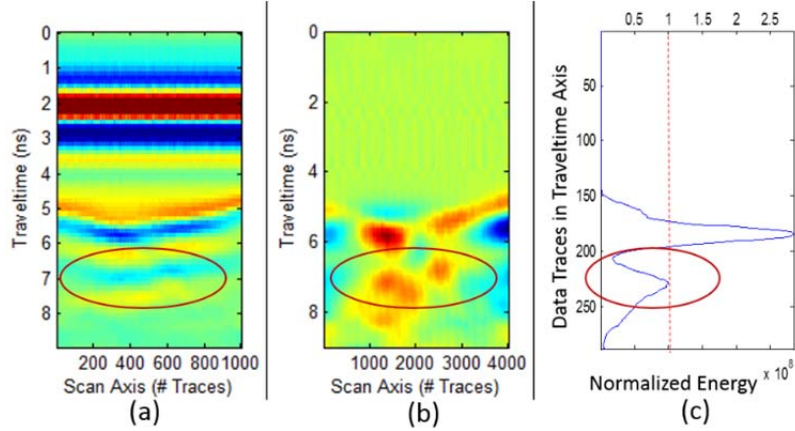 0
1
2
3
4
5
6
7
8
Traveltime (ns)
200 400 600 800 1000
Scan Axis (# Traces)
(a)
0
2
4
6
8
Traveltime (ns)
1000 2000 3000 4000
Scan Axis (# Traces)
(b)
0.5 1 1.5 2 2.5
0
50
100
150
200
250
Data Traces in Traveltime Axis
Normalized Energy × 10⁸
(c)